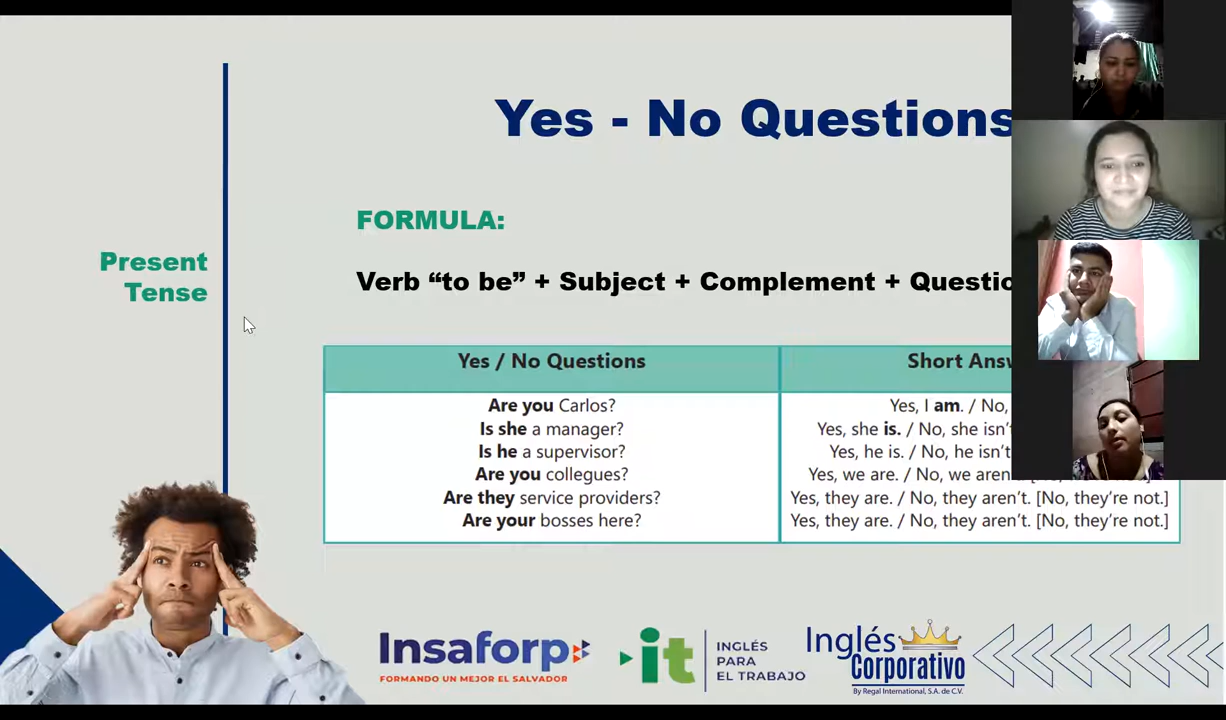 Yes - No Questions
FORMULA:
Present
Tense
Verb “to be” + Subject + Complement +
Yes / No Questions
Short
Are you Carlos?
Yes, I am. / No,
Is she a manager?
Yes, she is. / No, she isn't
Is he a supervisor?
Yes, he is. / No, he isn't
Are you collegues?
Yes, we are. / No, we
Are they service providers?
Yes, they are. / No, they aren't. [No, they're not.]
Are your bosses here?
Yes, they are. / No, they aren't. [No, they're not.]
Insaforp
FORMANDO UN MEJOR EL SALVADOR
it
INGLÉS
PARA
EL TRABAJO
Inglés
Corporativo
By Regal International, S.A. de C.V.